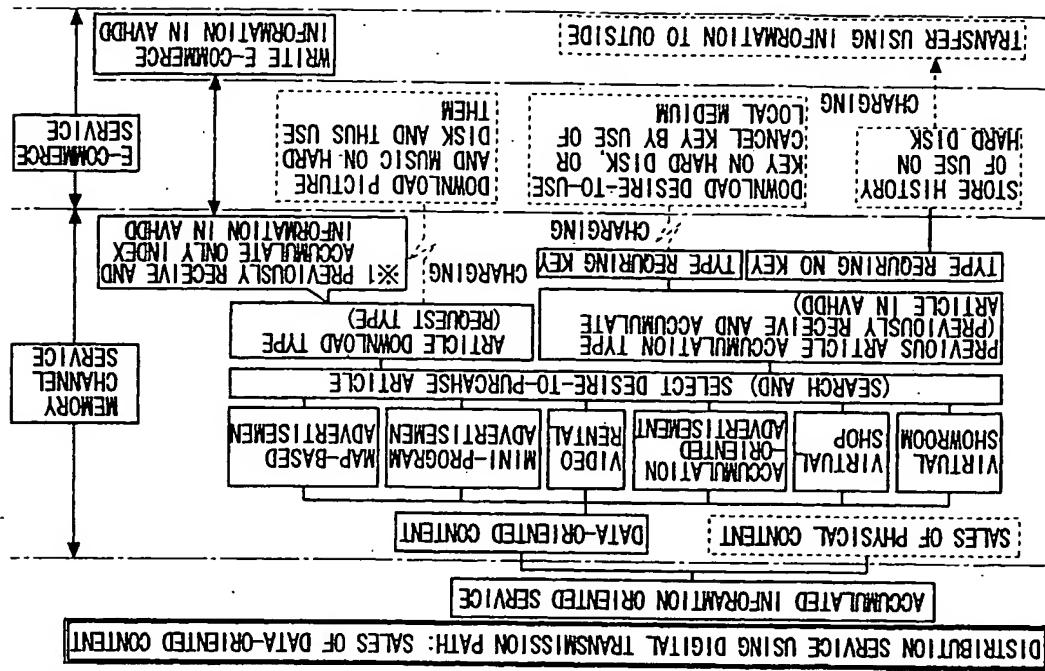 DISTRIBUTION SERVICE USING DIGITAL TRANSMISSION PATH: SALES OF DATA-ORIENTED CONTENT
ACCUMULATED INFORAMTION ORIENTED SERVICE
SALES OF PHYSICAL CONTENT
DATA-ORIENTED CONTENT
VIRTUAL
SHOWROOM
VIRTUAL
SHOP
ACCUMULATION
-ORIENTED
ADVERTISEMENT
VIDEO
RENTAL
MINI-PROGRAM
ADVERTISEMEN
MAP-BASED
ADVERTISEMEN
MEMORY
CHANNEL
SERVICE
(SEARCH AND) SELECT DESIRE-TO-PURCAHSE ARTICLE
PREVIOUS ARTICLE ACCUMULATION TYPE
(PREVIOUSLY RECEIVE AND ACCUMULATE
ARTICLE IN AVHDD)
ARTICLE DOWNLOAD TYPE
(REQUEST TYPE)
TYPE REQURING NO KEY
TYPE REQUIRING KEY
CHARGING
CHARGING
※1 PREVIOUSLY RECEIVE AND
ACCUMULATE ONLY INDEX
INFORMATION IN AVHDD
STORE HISTORY
OF USE ON
HARD DISK
DOWNLOAD DESIRE-TO-USE
KEY ON HARD DISK, OR
CANCEL KEY BY USE OF
LOCAL MEDIUM
DOWNLOAD PICTURE
AND MUSIC ON HARD
DISK AND THUS USE
THEM
E-COMMERCE
SERVICE
CHARGING
TRANSFER USING INFORMATION TO OUTSIDE
WRITE E-COMMERCE
INFORMATION IN AVHDD